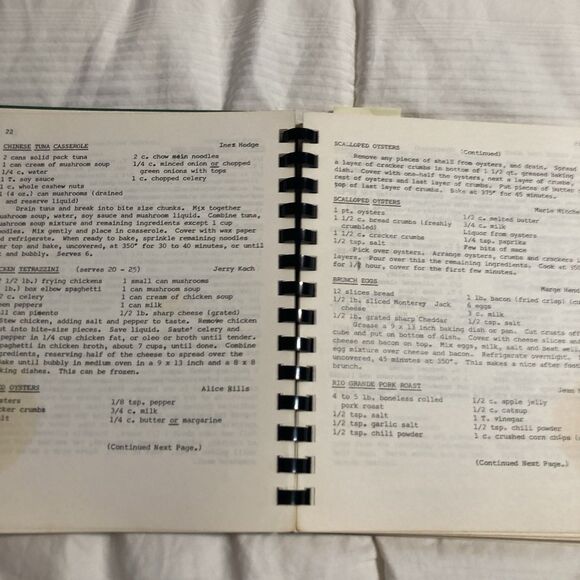 22
CHINESE TUNA CASSEROLE Inez Hodge
2 cans solid pack tuna 2 c. chow mein noodles
1 can cream of mushroom soup 1/4 c. minced onion or chopped
1/4 c. water green onions with tops
1 T. soy sauce 1 c. chopped celery
1 c. whole cashew nuts
1 (4 oz.) can mushrooms (drained
and reserve liquid)
Drain tuna and break into bite size chunks. Mix together
mushroom soup, water, soy sauce and mushroom liquid. Combine tuna,
soup mixture and remaining ingredients except 1 cup
noodles. Mix gently and place in casserole. Cover with wax paper
and refrigerate. When ready to bake, sprinkle remaining noodles
over top and bake, uncovered, at 350° for 30 to 40 minutes, or until
bubbly. Serves 6.
CKEN TETRAZZINI (serves 20 - 25) Jerry Koch
2 1/2 lb.) frying chickens 1 small can mushrooms
lb.) box elbow spaghetti 1 can mushroom soup
c. celery 1 can cream of chicken soup
een peppers 1 can milk
all can pimento 1/2 lb. sharp cheese (grated)
Stew chicken, adding salt and pepper to taste. Remove chicken
cut into bite-size pieces. Save liquid. Saute' celery and
pepper in 1/4 cup chicken fat, or oleo or broth until tender.
spaghetti in chicken broth, about 7 cups, until done. Combine
ingredients, reserving half of the cheese to spread over the
Bake until bubbly in medium oven in a 9 x 13 inch and a 8 x 8
baking dishes. This can be frozen.
ED OYSTERS Alice Hills
oysters 1/8 tsp. pepper
cker crumbs 3/4 c. milk
alt 1/4 c. butter or margarine
(Continued Next Page.)
SCALLOPED OYSTERS (Continued)
Remove any pieces of shell from oysters, and drain. Spread
a layer of cracker crumbs in bottom of 1 1/2 qt. greased baking
dish. Cover with one-half the oysters, next a layer of crumbs,
rest of oysters and last layer of crumbs. Put pieces of butter
top of last layer of crumbs. Bake at 375° for 45 minutes.
SCALLOPED OYSTERS Marie Mitche
1 pt. oysters 1/2 c. melted butter
1 1/2 c. bread crumbs (freshly 3/4 c. milk
crumbled) Liquor from oysters
1 1/2 c. cracker crumbs 1/4 tsp. paprika
1/2 tsp. salt Few bits of mace
Pick over oysters. Arrange oysters, crumbs and crackers i
layers. Pour over this the remaining ingredients. Cook at 350
for hour, cover for the first few minutes.
BRUNCH EGGS Marge Hend
12 slices bread 1 lb. bacon (fried crisp) (c
1/2 lb. sliced Monterey Jack 6 eggs
cheese 3 c. milk
1/2 lb. grated sharp Cheddar 1/2 tsp. salt
Grease a 9 x 13 inch baking dish or pan. Cut crusts off
cube and put on bottom of dish. Cover with cheese slices and
cheese and bacon on top. Mix eggs, milk, salt and beat well
egg mixture over cheese and bacon. Refrigerate overnight.
uncovered, 45 minutes at 350°. This makes a nice after foot
brunch.
RIO GRANDE PORK ROAST Jean
4 to 5 lb. boneless rolled 1/2 c. apple jelly
pork roast 1/2 c. catsup
1/2 tsp. salt 1 T. vinegar
1/2 tsp. garlic salt 1/2 tsp. chili powder
1/2 tsp. chili powder 1 c. crushed corn chips
(Continued Next Page.)